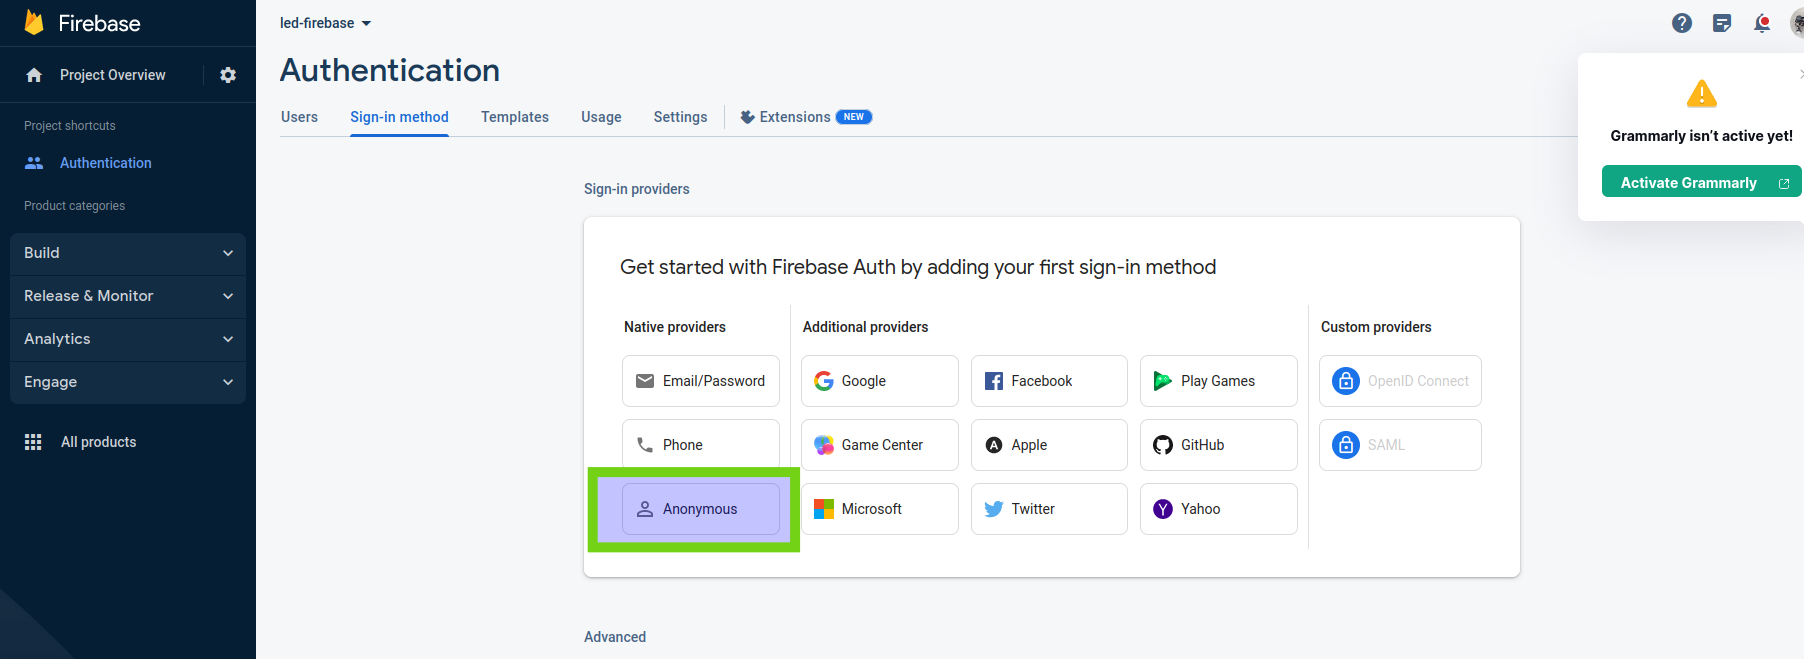 Firebase
Project Overview
Project shortcuts
Authentication
Product categories
Build
Release & Monitor
Analytics
Engage
All products
led-firebase
Authentication
Users
Sign-in method
Templates
Usage
Settings
Extensions NEW
Sign-in providers
Get started with Firebase Auth by adding your first sign-in method
Native providers
Email/Password
Phone
Anonymous
Additional providers
Google
Facebook
Play Games
Game Center
Apple
GitHub
Microsoft
Twitter
Yahoo
Custom providers
OpenID Connect
SAML
Advanced
Grammarly isn’t active yet!
Activate Grammarly